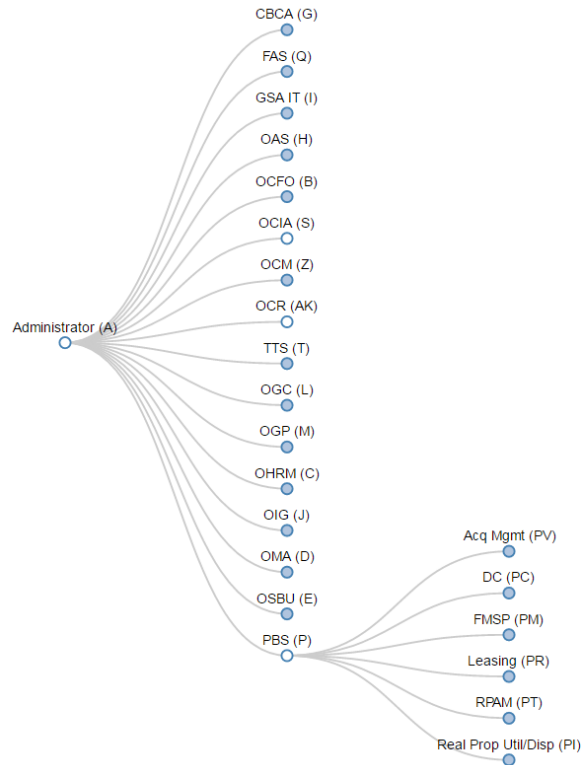 CBCA (G)
FAS (Q)
GSA IT (I)
OAS (H)
OCFO (B)
OCIA (S)
OCM (Z)
OCR (AK)
Administrator (A)
TTS (T)
OGC (L)
OGP (M)
OHRM (C)
OIG (J)
OMA (D)
OSBU (E)
PBS (P)
Acq Mgmt (PV)
DC (PC)
FMSP (PM)
Leasing (PR)
RPAM (PT)
Real Prop Util/Disp (PI)